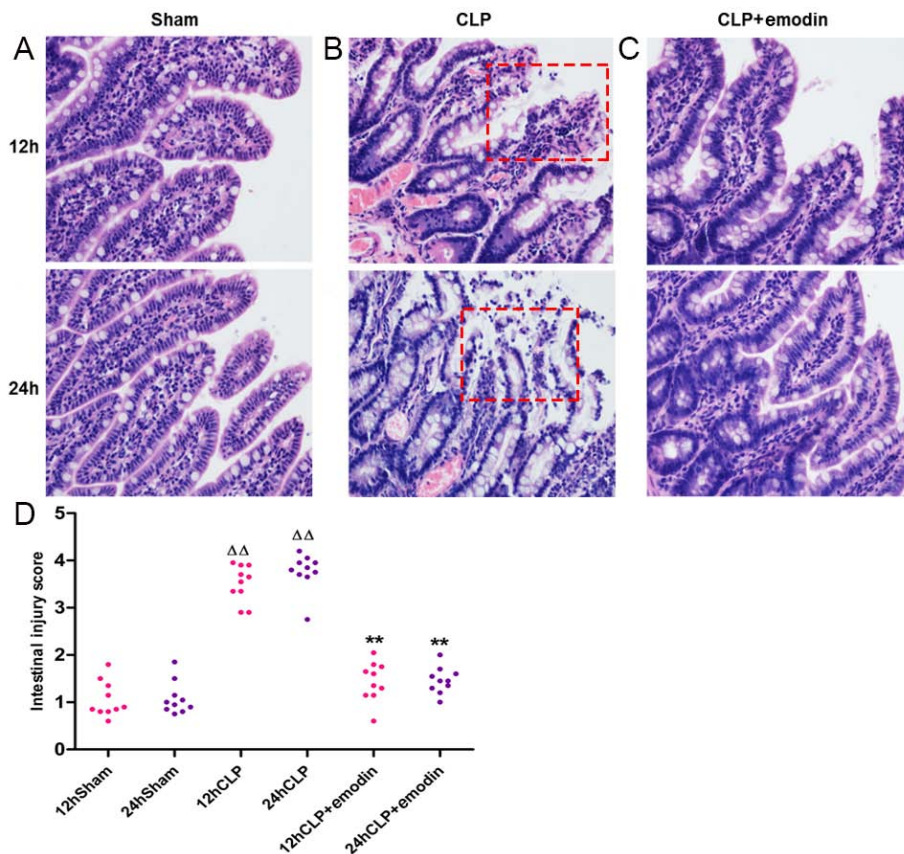 Sham
CLP
CLP+emodin
A
B
C
12h
24h
D
Intestinal injury score
5
4
3
2
1
0
ΔΔ
ΔΔ
**
**
12hSham
24hSham
12hCLP
24hCLP
12hCLP+emodin
24hCLP+emodin